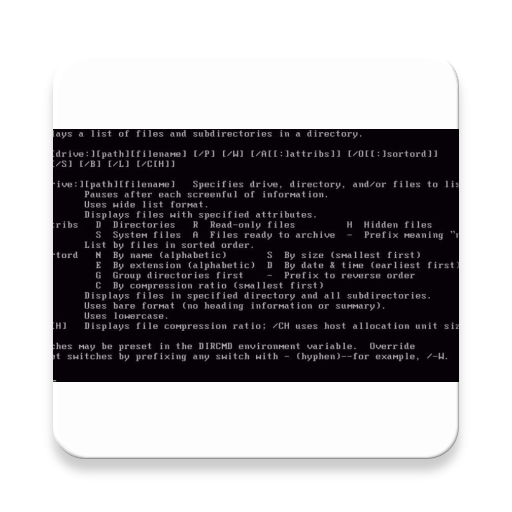 lays a list of files and subdirectories in a directory.
drive:][path][filename] [/P] [/W] [/A[[:]attribs]] [/O[[:]sortord]]
/S] [/B] [/L] [/C[H]]
rive:][path][filename] Specifies drive, directory, and/or files to lis
Pauses after each screenful of information.
Uses wide list format.
Displays files with specified attributes.
ribs D Directories R Read-only files H Hidden files
S System files A Files ready to archive - Prefix meaning "n
List by files in sorted order.
rtord N By name (alphabetic) S By size (smallest first)
E By extension (alphabetic) D By date & time (earliest first)
G Group directories first - Prefix to reverse order
C By compression ratio (smallest first)
Displays files in specified directory and all subdirectories.
Uses bare format (no heading information or summary).
Uses lowercase.
[H] Displays file compression ratio; /CH uses host allocation unit siz
ches may be preset in the DIRCMD environment variable. Override
t switches by prefixing any switch with - (hyphen)--for example, /-W.